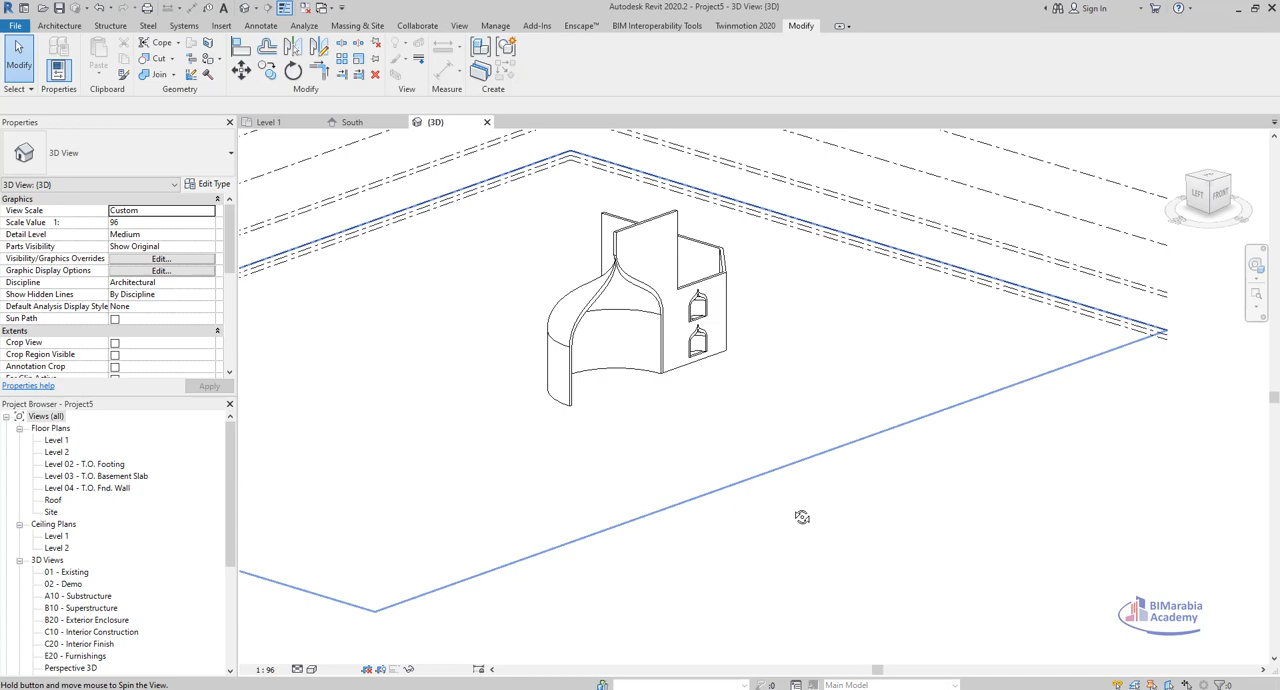 Autodesk Revit 2020.2 - Project5 - 3D View: {3D}
Sign In
File Architecture Structure Steel Systems Insert Annotate Analyze Massing & Site Collaborate View Manage Add-Ins Enscape™ BIM Interoperability Tools Twinmotion 2020 Modify
Modify
Paste
Cope
Cut
Join
Select Properties Clipboard Geometry Modify View Measure Create
Properties
Level 1
South
{3D}
3D View
3D View: {3D}
Edit Type
Graphics
View Scale Custom
Scale Value 1: 96
Detail Level Medium
Parts Visibility Show Original
Visibility/Graphics Overrides Edit...
Graphic Display Options Edit...
Discipline Architectural
Show Hidden Lines By Discipline
Default Analysis Display Style None
Sun Path
Extents
Crop View
Crop Region Visible
Annotation Crop
Properties help
Apply
LEFT
FRONT
Project Browser - Project5
Views (all)
Floor Plans
Level 1
Level 2
Level 02 - T.O. Footing
Level 03 - T.O. Basement Slab
Level 04 - T.O. Fnd. Wall
Roof
Site
Ceiling Plans
Level 1
Level 2
3D Views
01 - Existing
02 - Demo
A10 - Substructure
B10 - Superstructure
B20 - Exterior Enclosure
C10 - Interior Construction
C20 - Interior Finish
E20 - Furnishings
Perspective 3D
BIMarabia
Academy
1 : 96
Hold button and move mouse to Spin the View.
:0
Main Model
:0